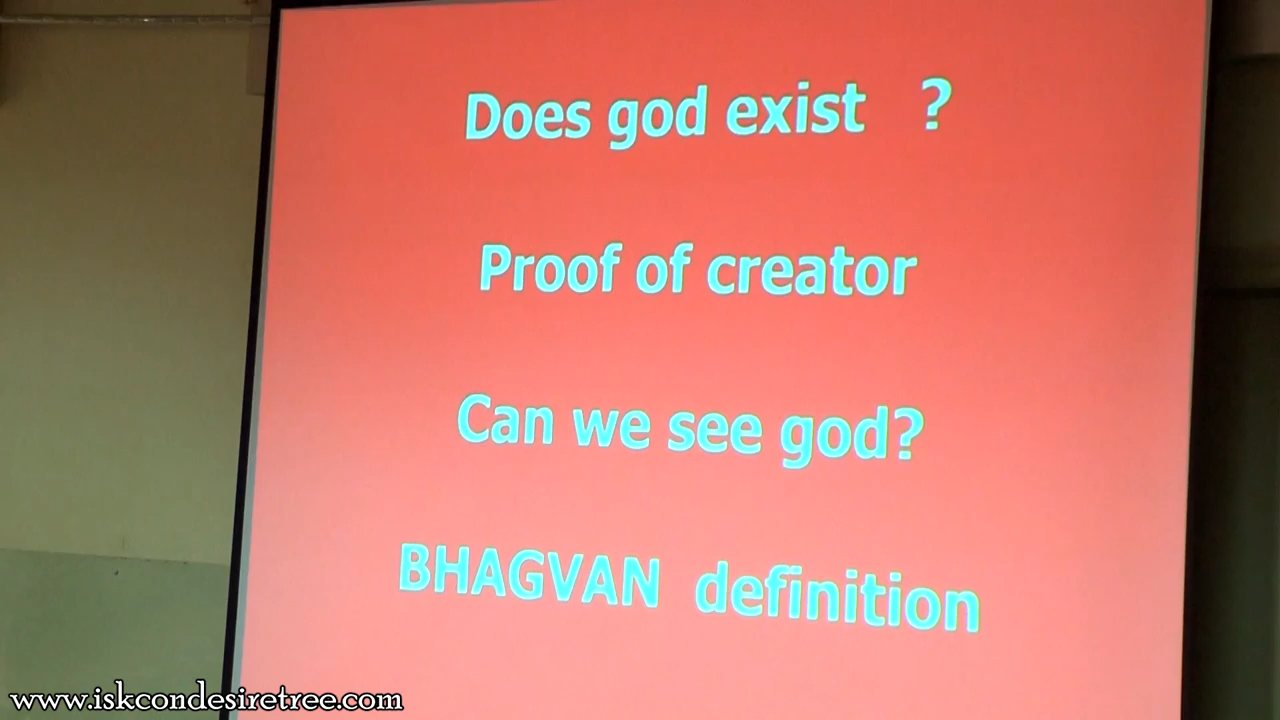 Does god exist ?
Proof of creator
Can we see god?
BHAGVAN definition
www.iskcondesiretree.com